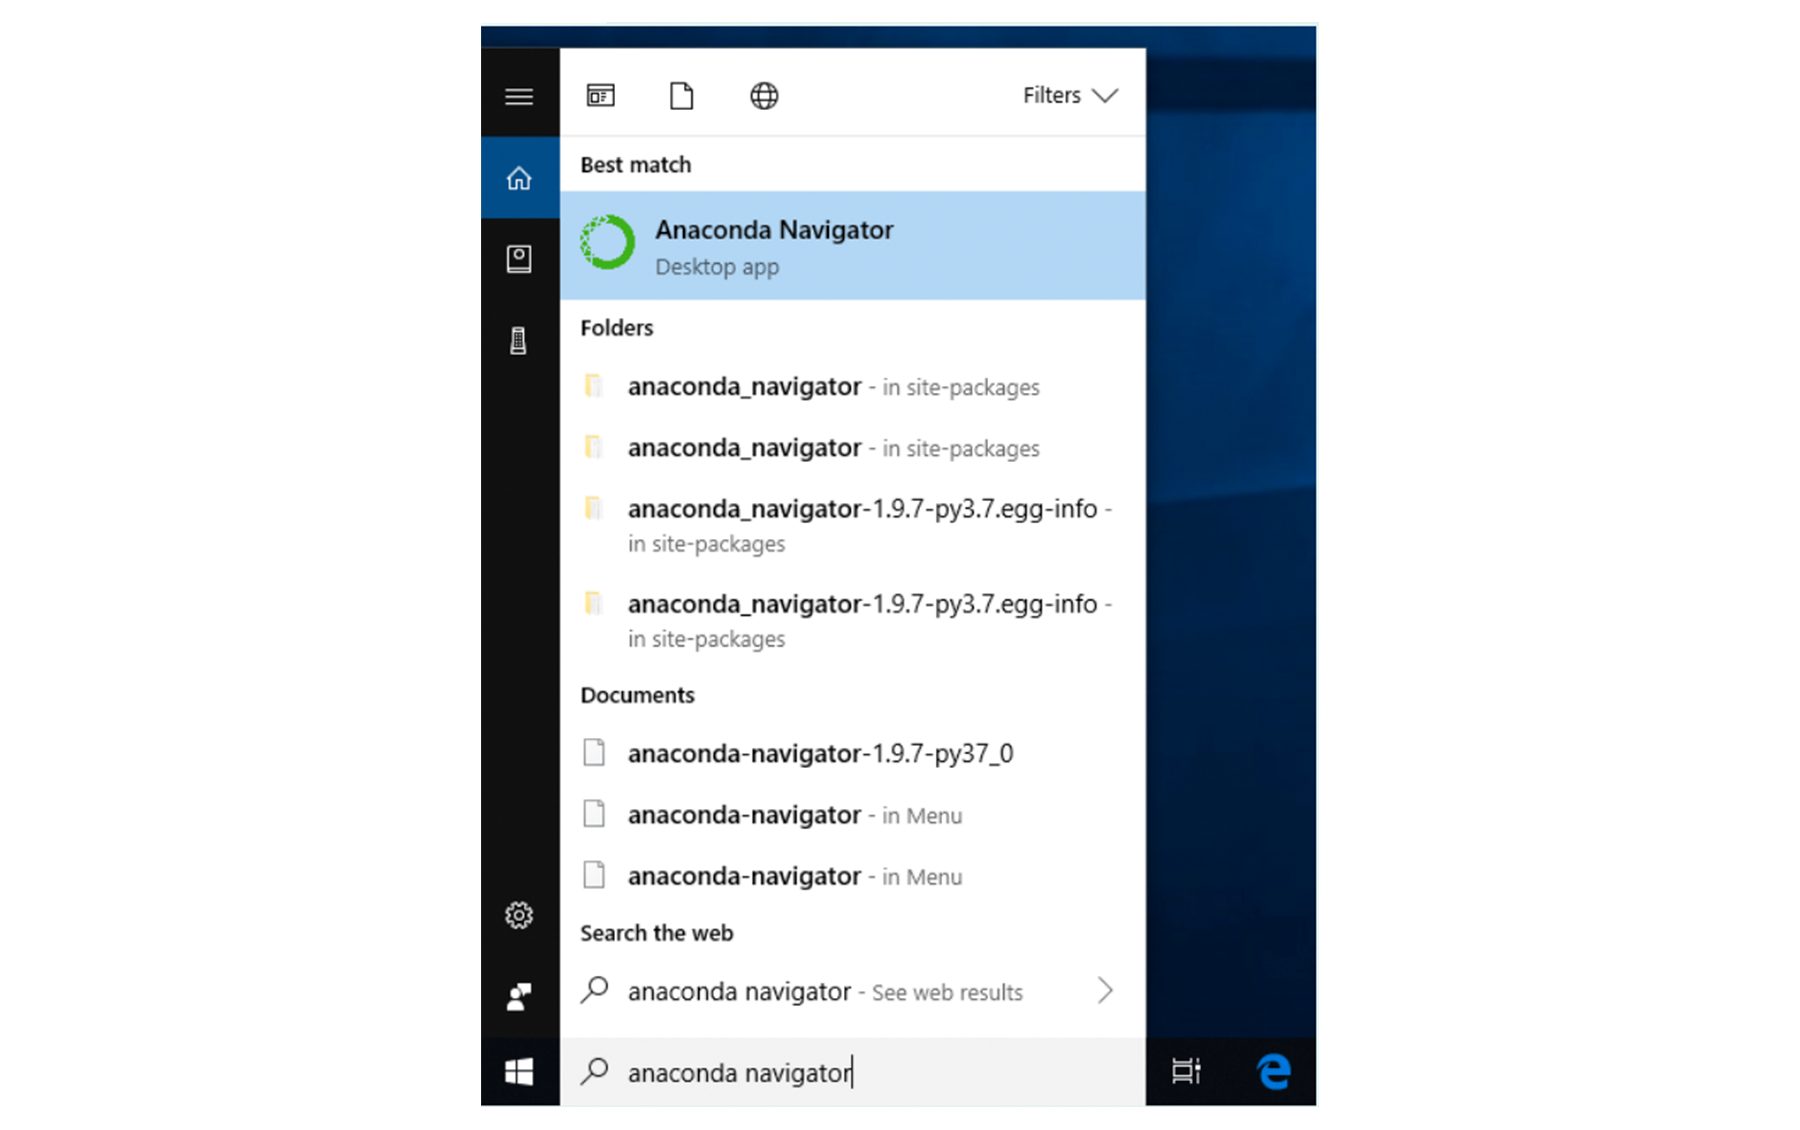 Filters
Best match
Anaconda Navigator
Desktop app
Folders
anaconda_navigator - in site-packages
anaconda_navigator - in site-packages
anaconda_navigator-1.9.7-py3.7.egg-info -
in site-packages
anaconda_navigator-1.9.7-py3.7.egg-info -
in site-packages
Documents
anaconda-navigator-1.9.7-py37_0
anaconda-navigator - in Menu
anaconda-navigator - in Menu
Search the web
anaconda navigator - See web results
anaconda navigator